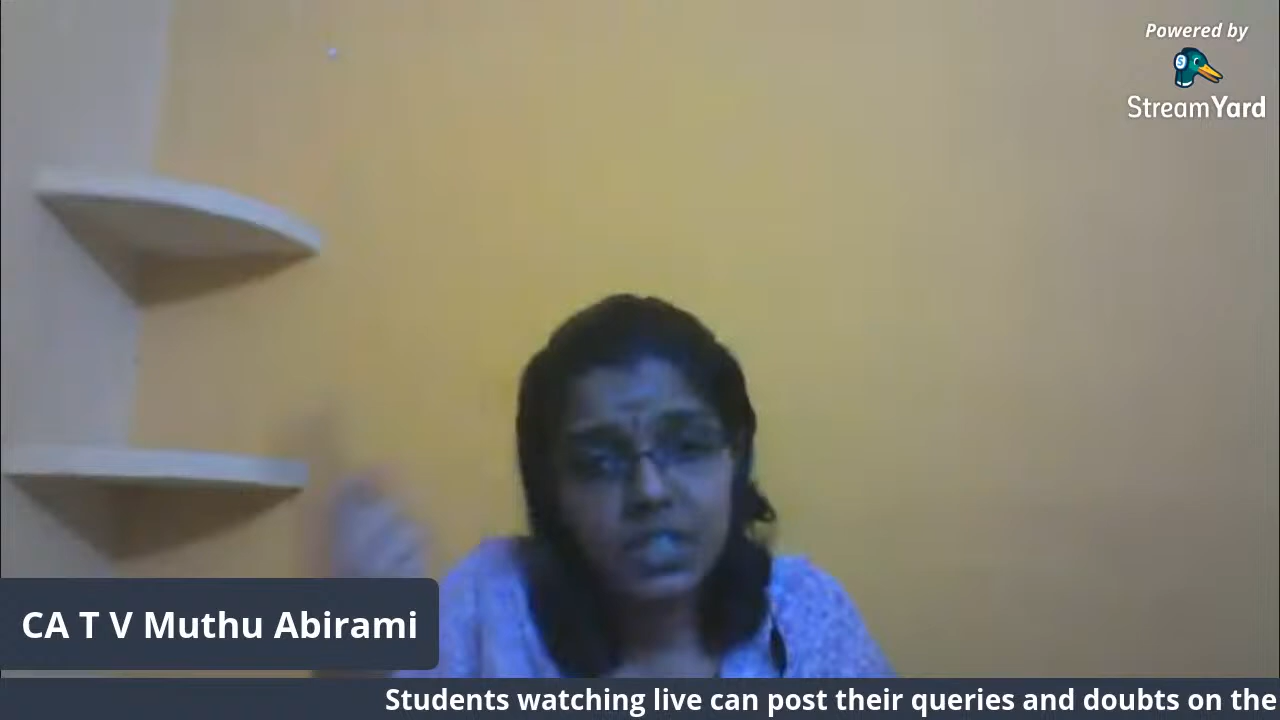 Powered by
StreamYard
CA T V Muthu Abirami
Students watching live can post their queries and doubts on the